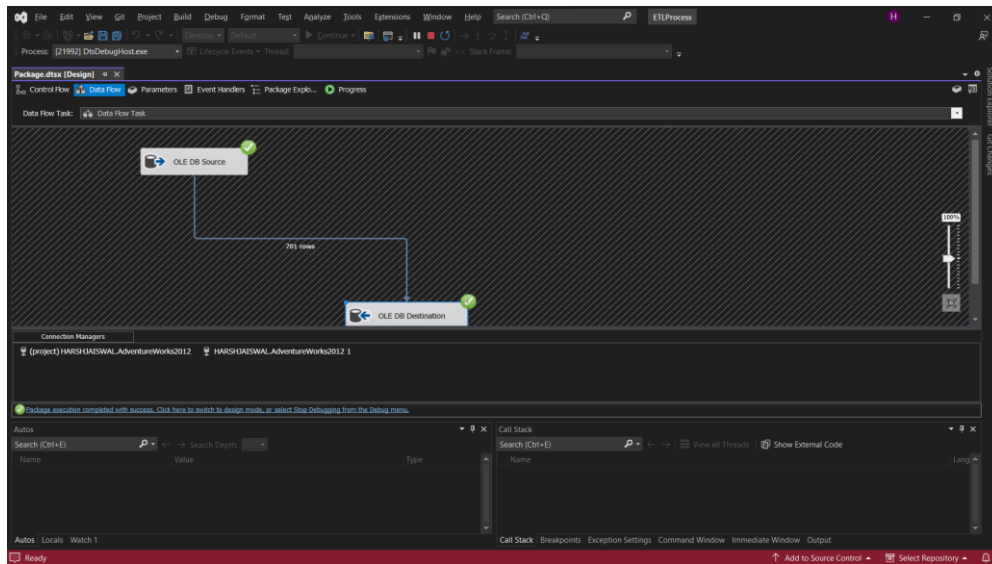 File Edit View Git Project Build Debug Format Test Analyze Tools Extensions Window Help Search (Ctrl+Q) ETLProcess H
Develop Default Continue
Process: [21992] DtsDebugHost.exe Lifecycle Events Thread: Stack Frame:
Package.dtsx [Design]
Control Flow Data Flow Parameters Event Handlers Package Explo... Progress
Data Flow Task: Data Flow Task
OLE DB Source
100%
701 rows
OLE DB Destination
Connection Managers
(project) HARSHJAISWAL.AdventureWorks2012 HARSHJAISWAL.AdventureWorks2012 1
Package execution completed with success. Click here to switch to design mode, or select Stop Debugging from the Debug menu.
Autos
Search (Ctrl+E) Search Depth:
Name Value Type
Autos Locals Watch 1
Call Stack
Search (Ctrl+E) View all Threads Show External Code
Name Lang
Call Stack Breakpoints Exception Settings Command Window Immediate Window Output
Solution Explorer Git Changes
Ready Add to Source Control Select Repository